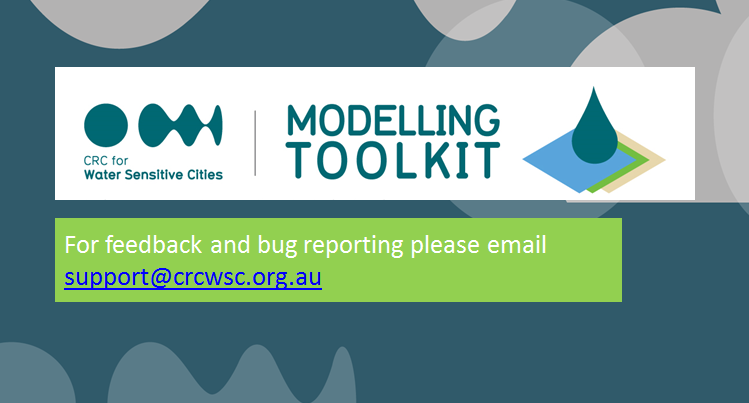 CRC for
Water Sensitive Cities
MODELLING
TOOLKIT
For feedback and bug reporting please email
support@crcwsc.org.au